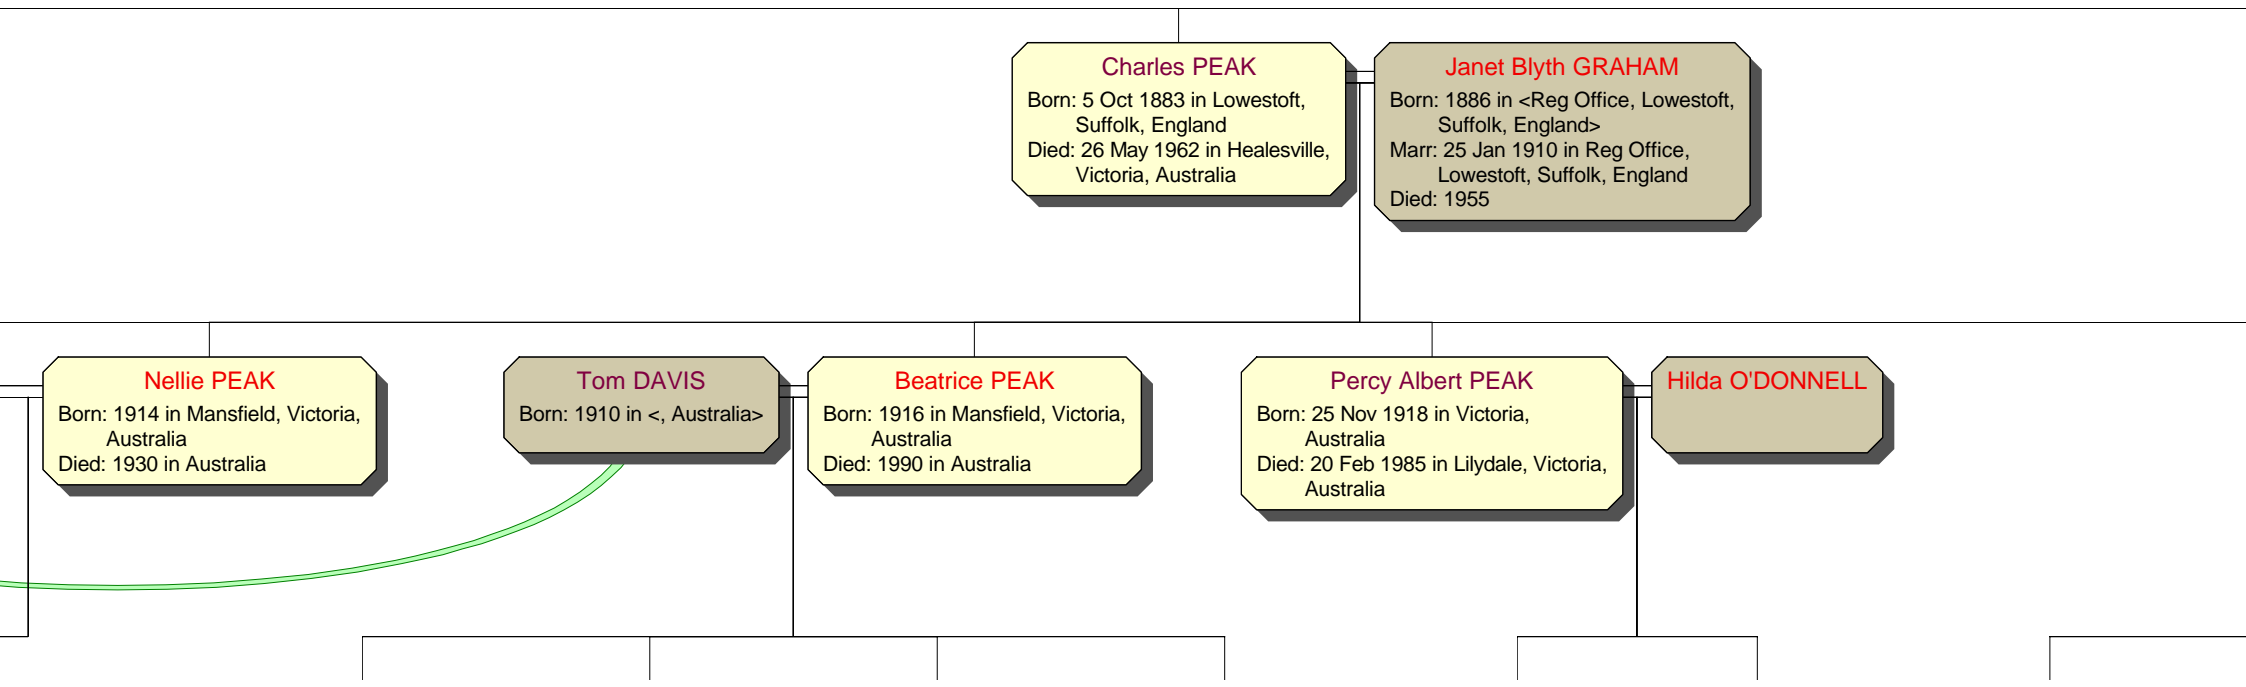 Charles PEAK
Born: 5 Oct 1883 in Lowestoft,
Suffolk, England
Died: 26 May 1962 in Healesville,
Victoria, Australia
Janet Blyth GRAHAM
Born: 1886 in <Reg Office, Lowestoft,
Suffolk, England>
Marr: 25 Jan 1910 in Reg Office,
Lowestoft, Suffolk, England
Died: 1955
Nellie PEAK
Born: 1914 in Mansfield, Victoria,
Australia
Died: 1930 in Australia
Tom DAVIS
Born: 1910 in <, Australia>
Beatrice PEAK
Born: 1916 in Mansfield, Victoria,
Australia
Died: 1990 in Australia
Percy Albert PEAK
Born: 25 Nov 1918 in Victoria,
Australia
Died: 20 Feb 1985 in Lilydale, Victoria,
Australia
Hilda O'DONNELL